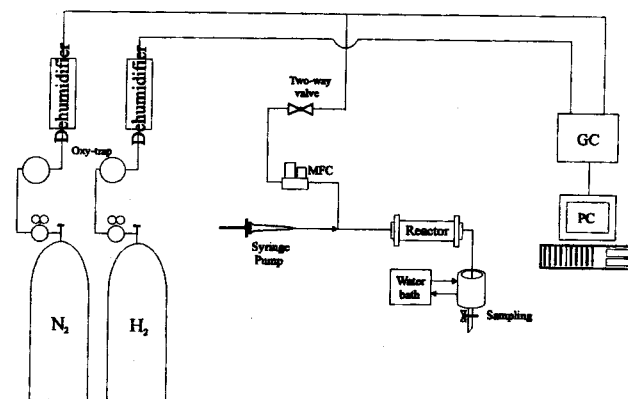 Dehumidifier
Dehumidifier
Oxy-trap
Two-way
valve
MFC
GC
PC
Syringe
Pump
Reactor
Water
bath
Sampling
N₂
H₂